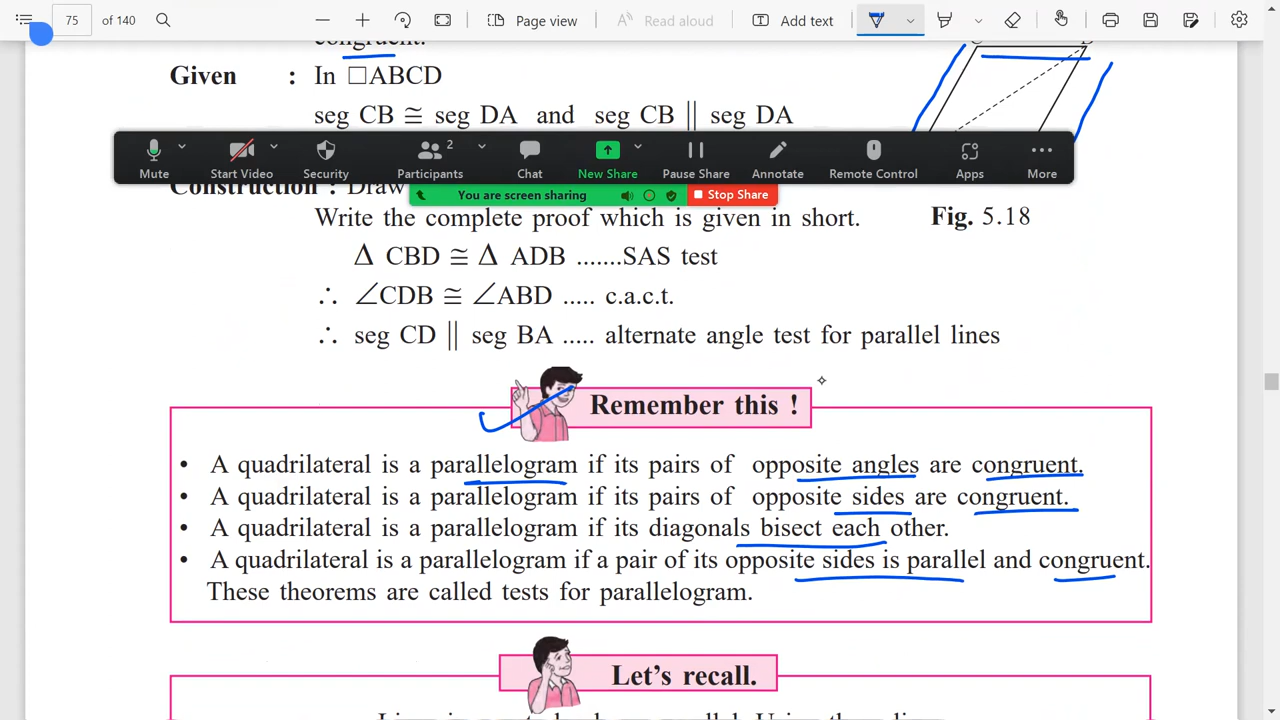 75 of 140 Page view Read aloud Add text
congruent.
Given : In □ABCD
seg CB ≅ seg DA and seg CB || seg DA
Mute Start Video Security Participants 2 Chat New Share Pause Share Annotate Remote Control Apps More
Construction : Draw
You are screen sharing Stop Share
Write the complete proof which is given in short.
Fig. 5.18
Δ CBD ≅ Δ ADB .......SAS test
∴ ∠CDB ≅ ∠ABD ..... c.a.c.t.
∴ seg CD || seg BA ..... alternate angle test for parallel lines
Remember this !
• A quadrilateral is a parallelogram if its pairs of opposite angles are congruent.
• A quadrilateral is a parallelogram if its pairs of opposite sides are congruent.
• A quadrilateral is a parallelogram if its diagonals bisect each other.
• A quadrilateral is a parallelogram if a pair of its opposite sides is parallel and congruent.
These theorems are called tests for parallelogram.
Let's recall.